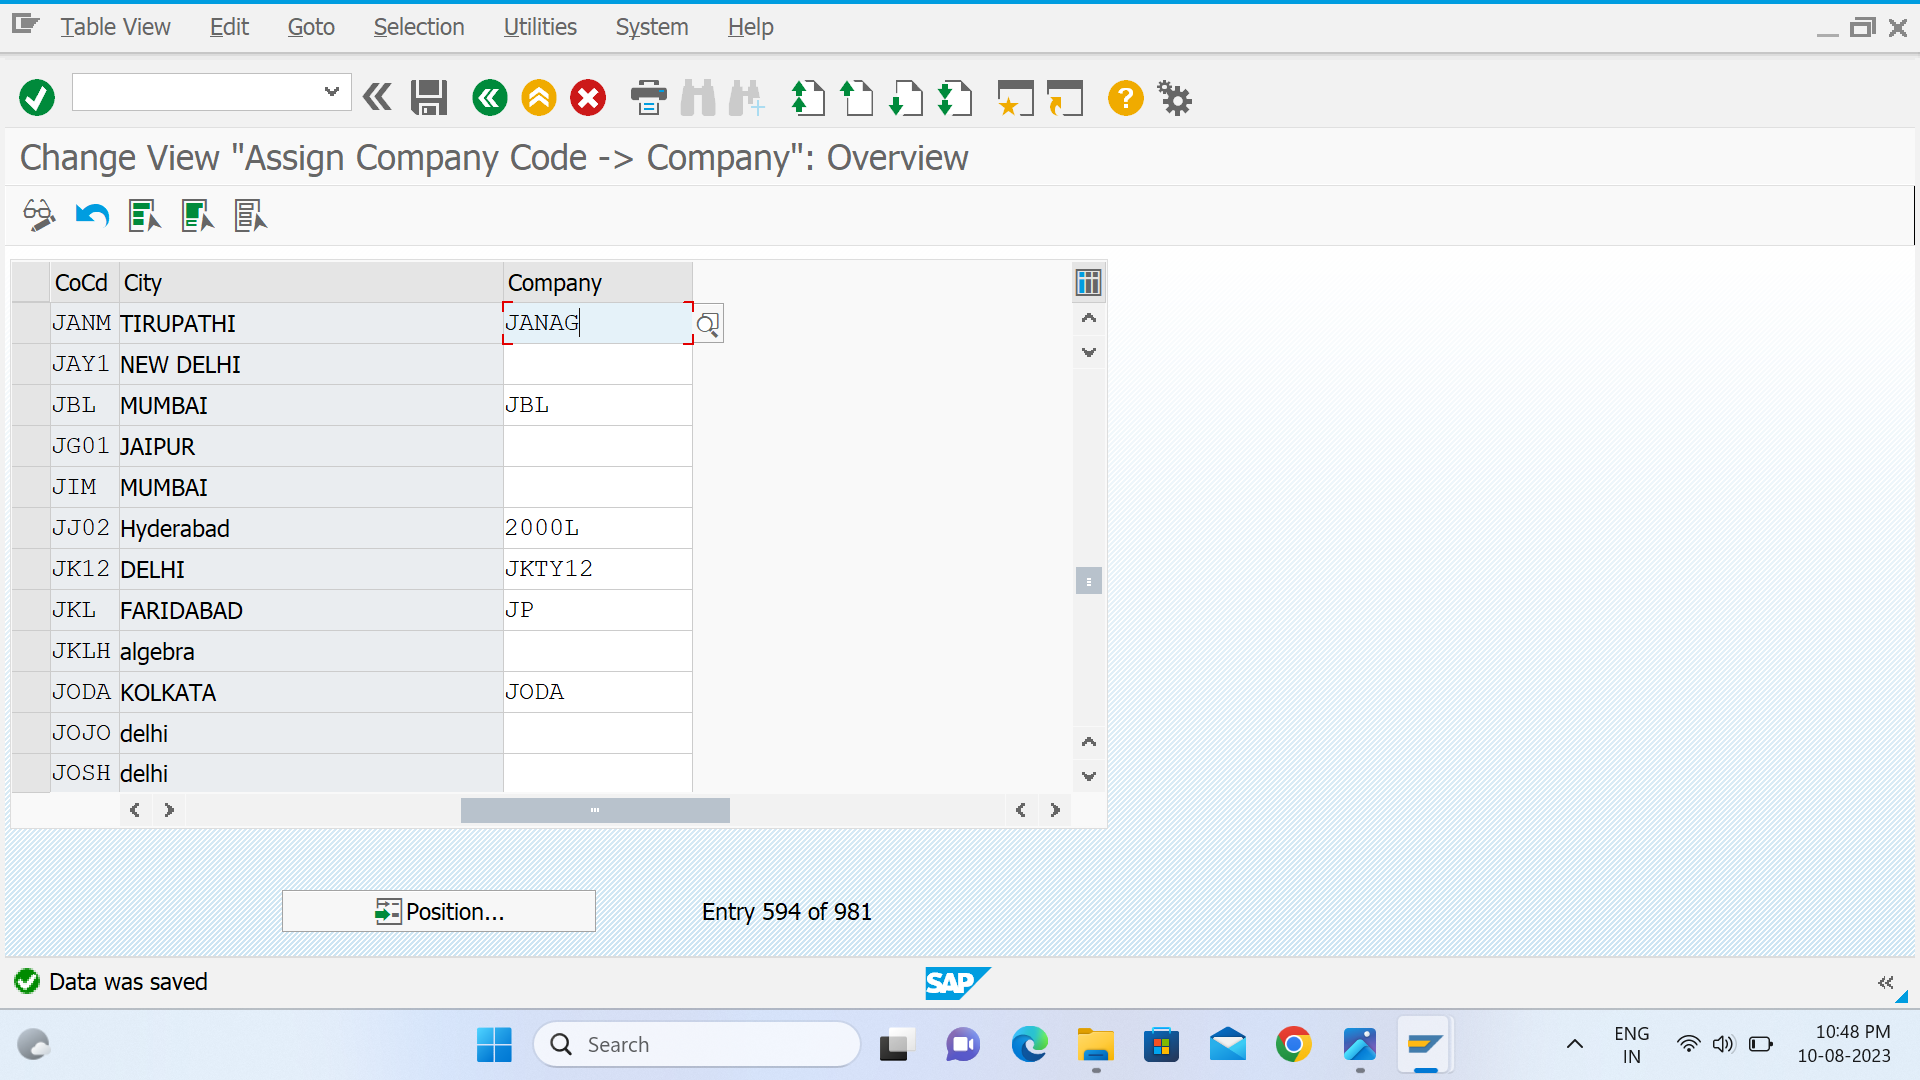 Table View Edit Goto Selection Utilities System Help
Change View "Assign Company Code -> Company": Overview
CoCd City Company
JANM TIRUPATHI JANAG
JAY1 NEW DELHI
JBL MUMBAI JBL
JG01 JAIPUR
JIM MUMBAI
JJ02 Hyderabad 2000L
JK12 DELHI JKTY12
JKL FARIDABAD JP
JKLH algebra
JODA KOLKATA JODA
JOJO delhi
JOSH delhi
Position... Entry 594 of 981
Data was saved SAP
Search
ENG
IN
10:48 PM
10-08-2023